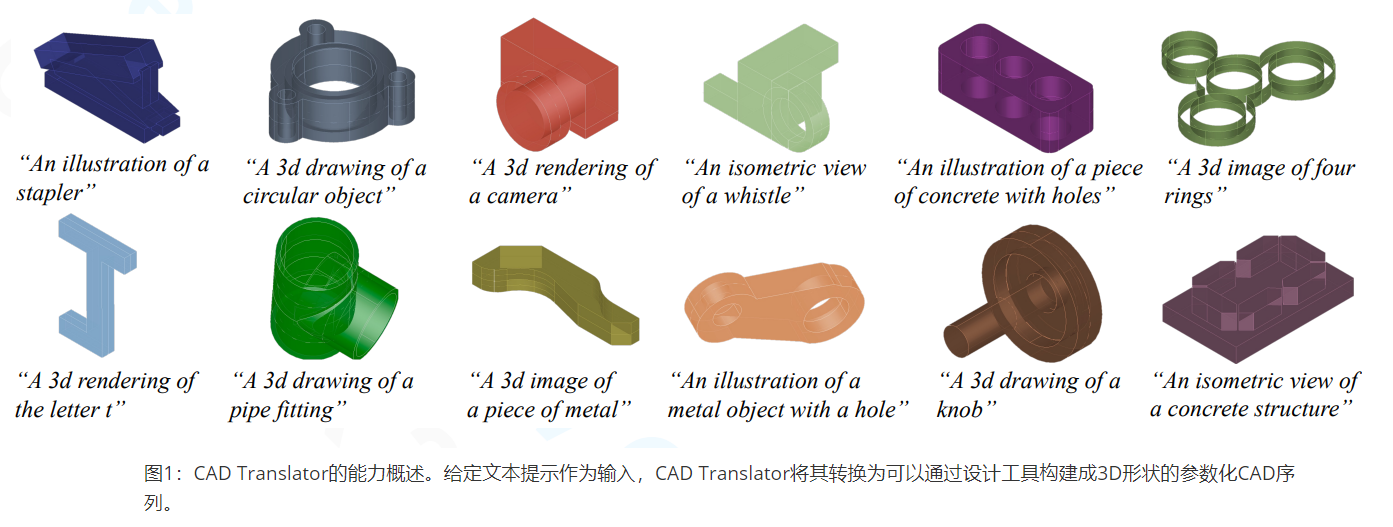 “An illustration of a
stapler”
“A 3d drawing of a
circular object”
“A 3d rendering of
a camera”
“An isometric view
of a whistle”
“An illustration of a piece
of concrete with holes”
“A 3d image of four
rings”
“A 3d rendering of
the letter t”
“A 3d drawing of a
pipe fitting”
“A 3d image of
a piece of metal”
“An illustration of a
metal object with a hole”
“A 3d drawing of a
knob”
“An isometric view of
a concrete structure”
图1：CAD Translator的能力概述。给定文本提示作为输入，CAD Translator将其转换为可以通过设计工具构建成3D形状的参数化CAD序
列。